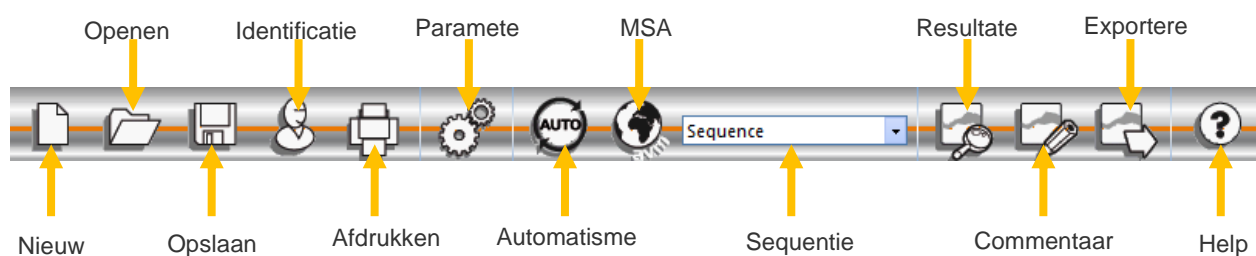 Openen Identificatie Paramete MSA Resultate Exportere
AUTO
Sequence
?
Nieuw Opslaan Afdrukken Automatisme Sequentie Commentaar Help